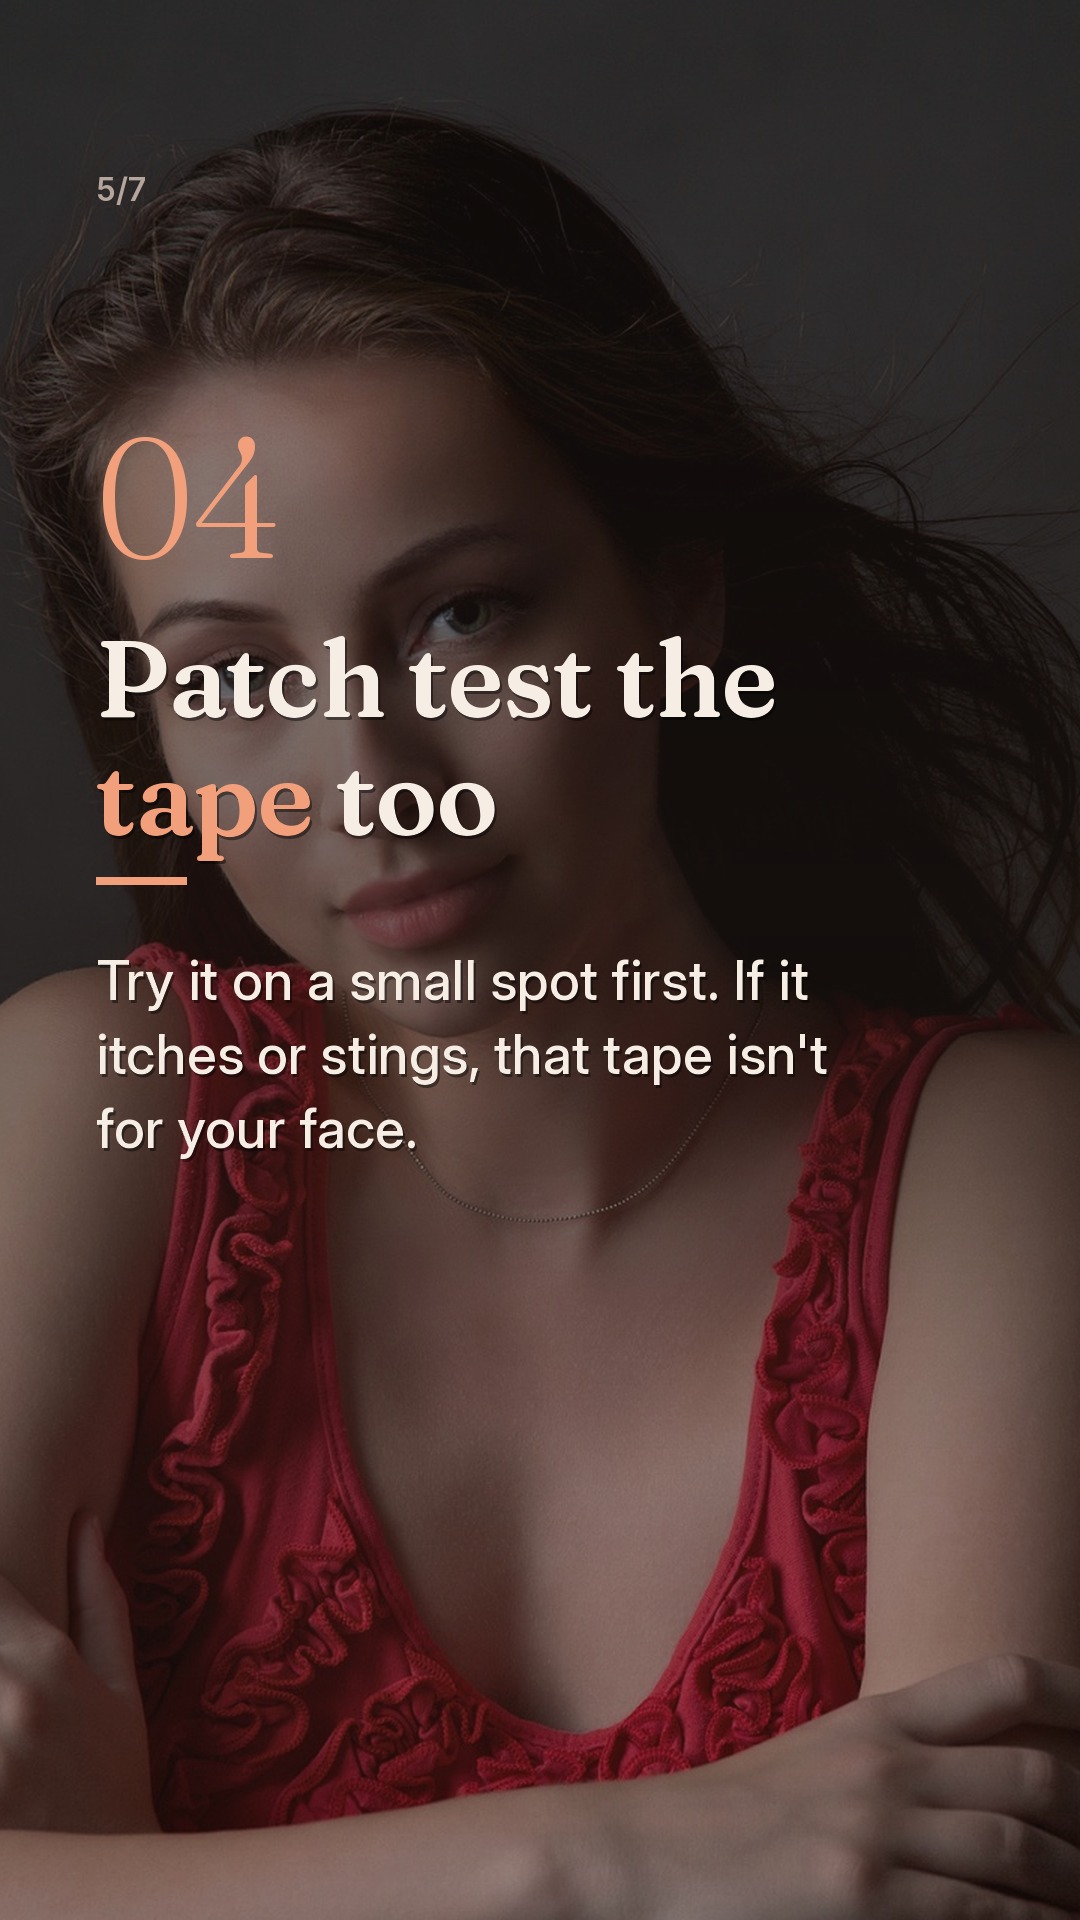 5/7
04
Patch test the
tape too
Try it on a small spot first. If it
itches or stings, that tape isn't
for your face.